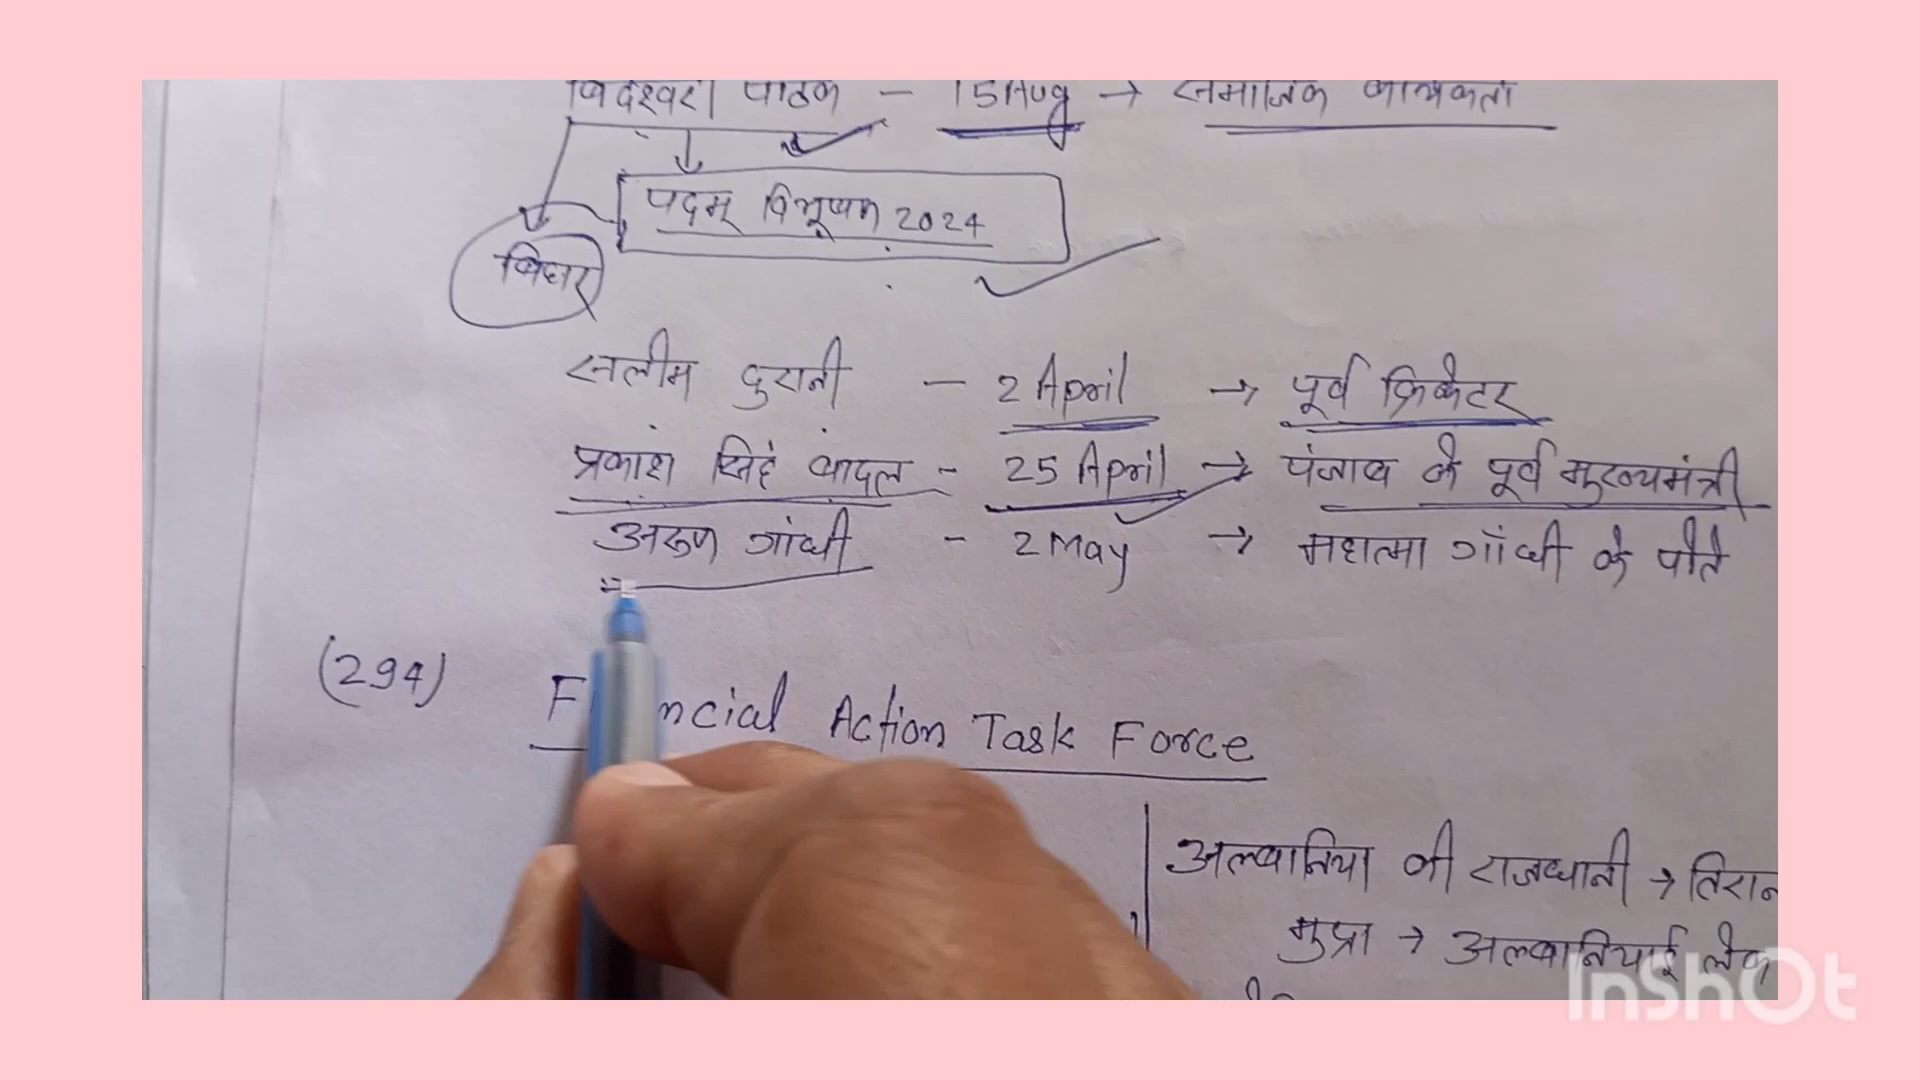 बिंदेश्वरी पाठक - 15 Aug → समाजिक कार्यकर्ता
पदम् विभूषण 2024
बिहार
सलीम दुरानी - 2 April → पूर्व क्रिकेटर
प्रकाश सिहं बादल - 25 April → पंजाब के पूर्व मुख्यमंत्री
अरुण गांधी - 2 May → महात्मा गाँधी के पौते
(294) Financial Action Task Force
अल्बानिया की राजधानी → तिरान
मुद्रा → अल्बानियाई लेक
InShOt